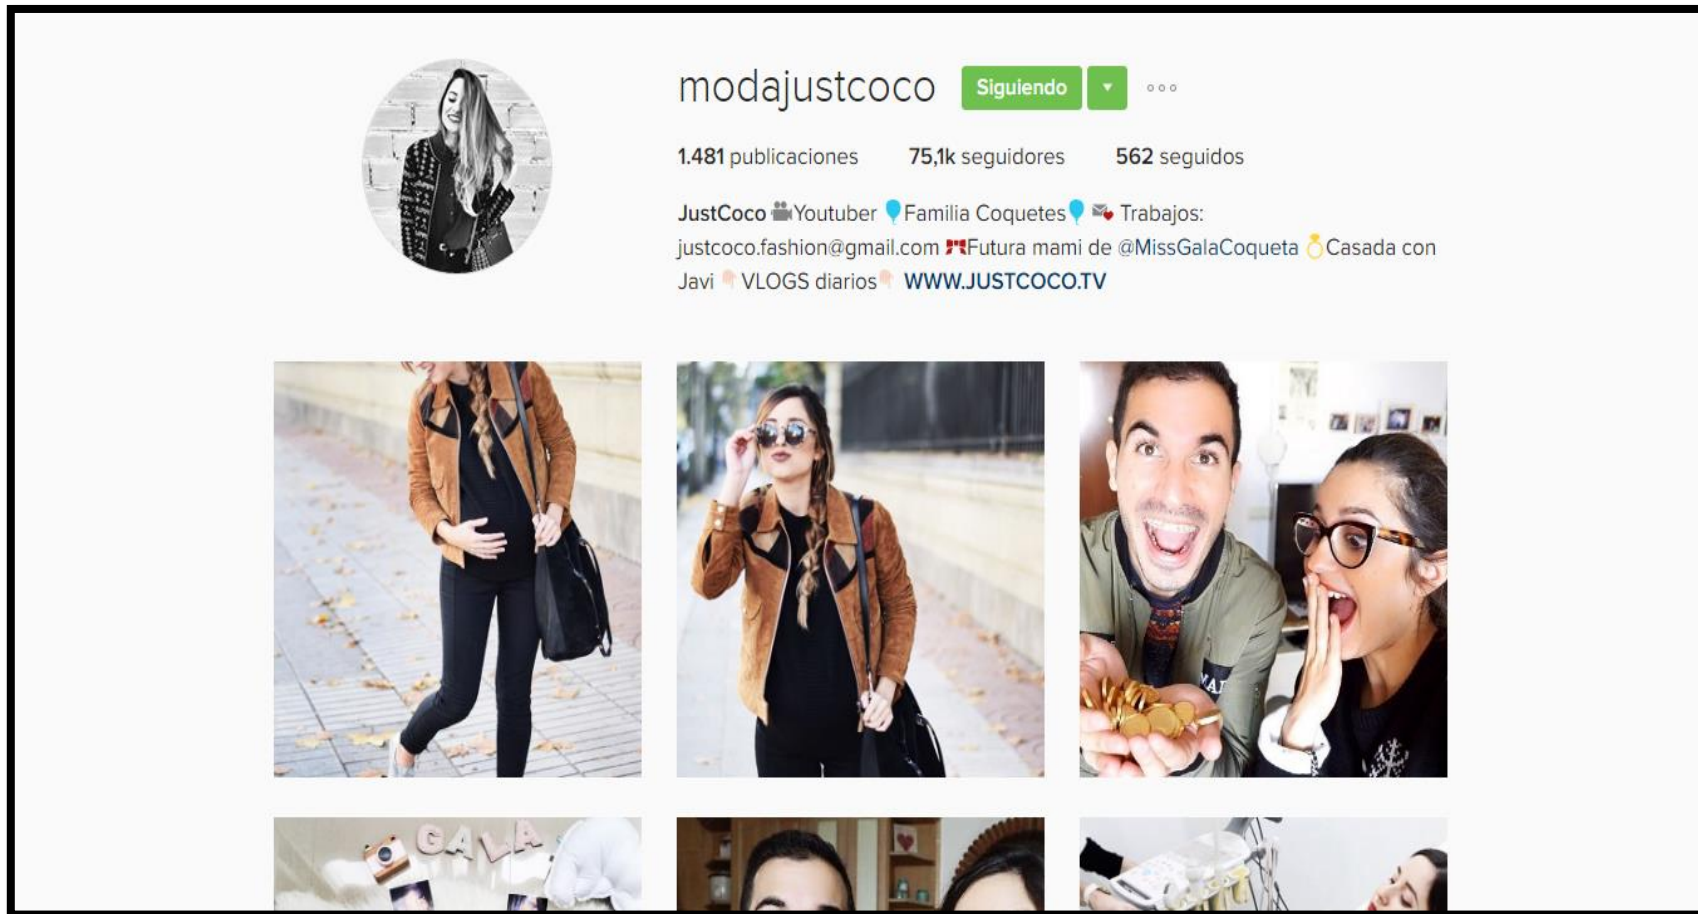 modajustcoco Siguiendo
1.481 publicaciones 75,1k seguidores 562 seguidos
JustCoco Youtuber Familia Coquetes Trabajos:
justcoco.fashion@gmail.com Futura mami de @MissGalaCoqueta Casada con
Javi VLOGS diarios WWW.JUSTCOCO.TV
GALA